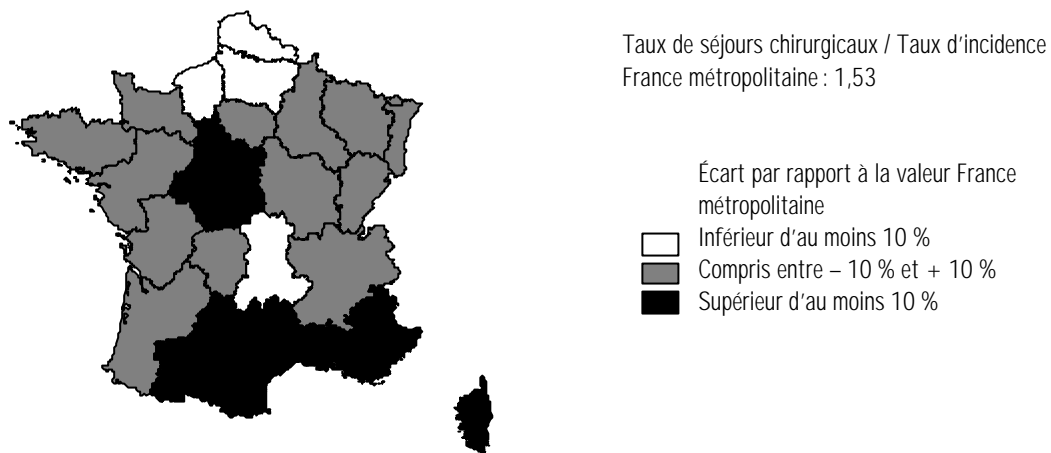 Taux de séjours chirurgicaux / Taux d'incidence
France métropolitaine : 1,53
Écart par rapport à la valeur France
métropolitaine
Inférieur d'au moins 10 %
Compris entre – 10 % et + 10 %
Supérieur d'au moins 10 %